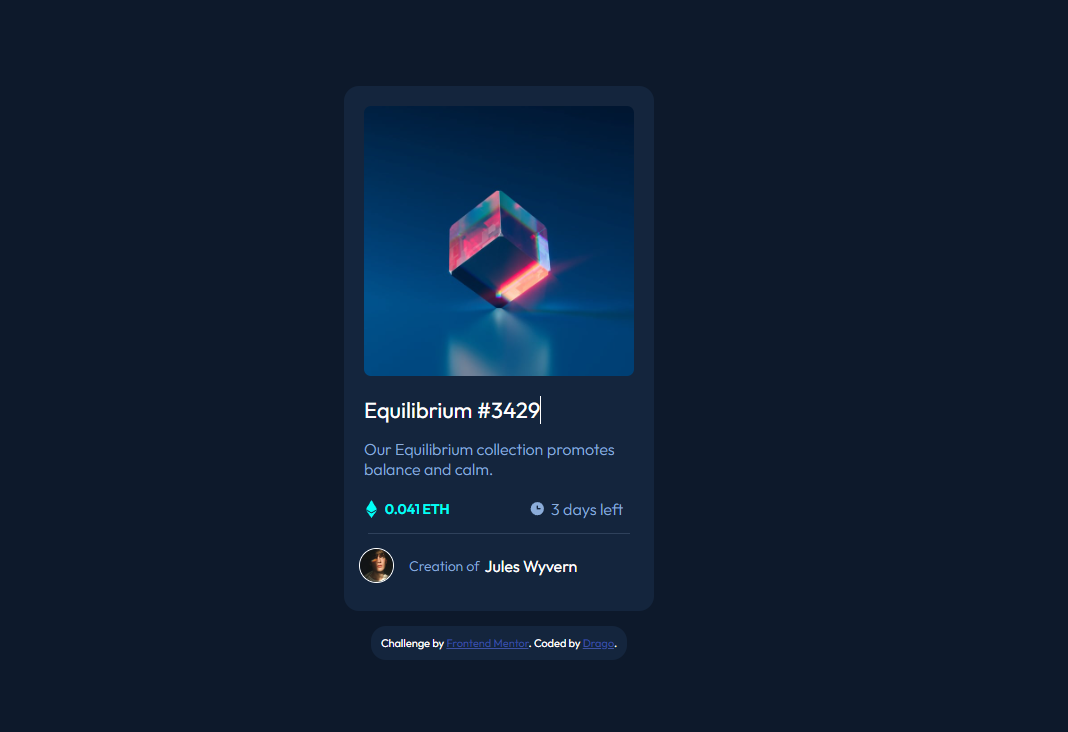 Equilibrium #3429
Our Equilibrium collection promotes
balance and calm.
0.041 ETH
3 days left
Creation of Jules Wyvern
Challenge by Frontend Mentor. Coded by Drago.